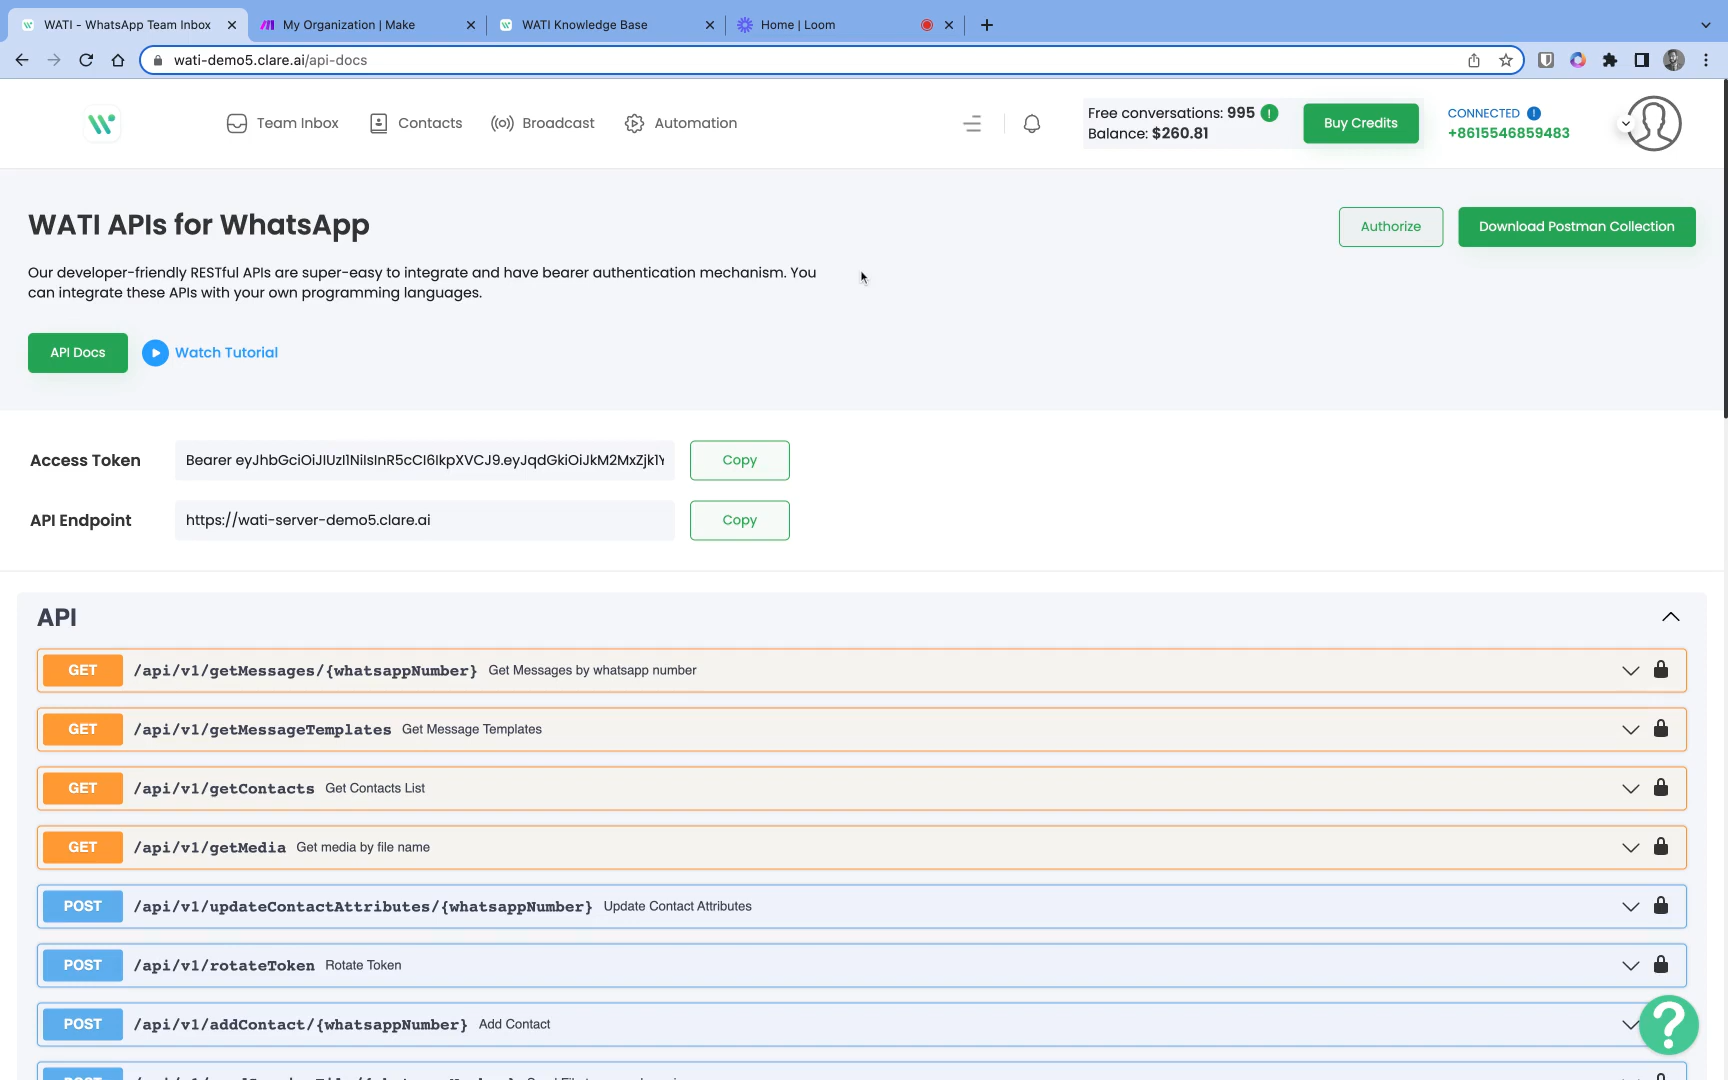 WATI - WhatsApp Team Inbox
My Organization | Make
WATI Knowledge Base
Home | Loom
wati-demo5.clare.ai/api-docs
Team Inbox
Contacts
Broadcast
Automation
Free conversations: 995
Balance: $260.81
Buy Credits
CONNECTED
+8615546859483
WATI APIs for WhatsApp
Authorize
Download Postman Collection
Our developer-friendly RESTful APIs are super-easy to integrate and have bearer authentication mechanism. You
can integrate these APIs with your own programming languages.
API Docs
Watch Tutorial
Access Token
Bearer eyJhbGciOiJIUzI1NiIsInR5cCI6IkpXVCJ9.eyJqdGkiOiJkM2MxZjk1Y
Copy
API Endpoint
https://wati-server-demo5.clare.ai
Copy
API
GET /api/v1/getMessages/{whatsappNumber} Get Messages by whatsapp number
GET /api/v1/getMessageTemplates Get Message Templates
GET /api/v1/getContacts Get Contacts List
GET /api/v1/getMedia Get media by file name
POST /api/v1/updateContactAttributes/{whatsappNumber} Update Contact Attributes
POST /api/v1/rotateToken Rotate Token
POST /api/v1/addContact/{whatsappNumber} Add Contact
POST